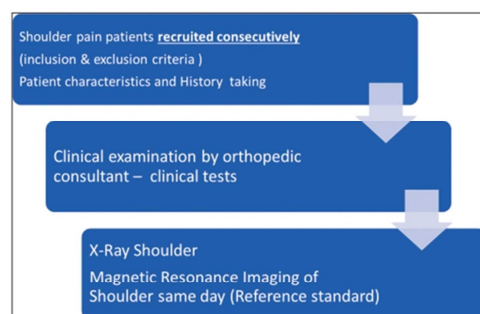 Shoulder pain patients recruited consecutively
(inclusion & exclusion criteria )
Patient characteristics and History taking
Clinical examination by orthopedic
consultant – clinical tests
X-Ray Shoulder
Magnetic Resonance Imaging of
Shoulder same day (Reference standard)